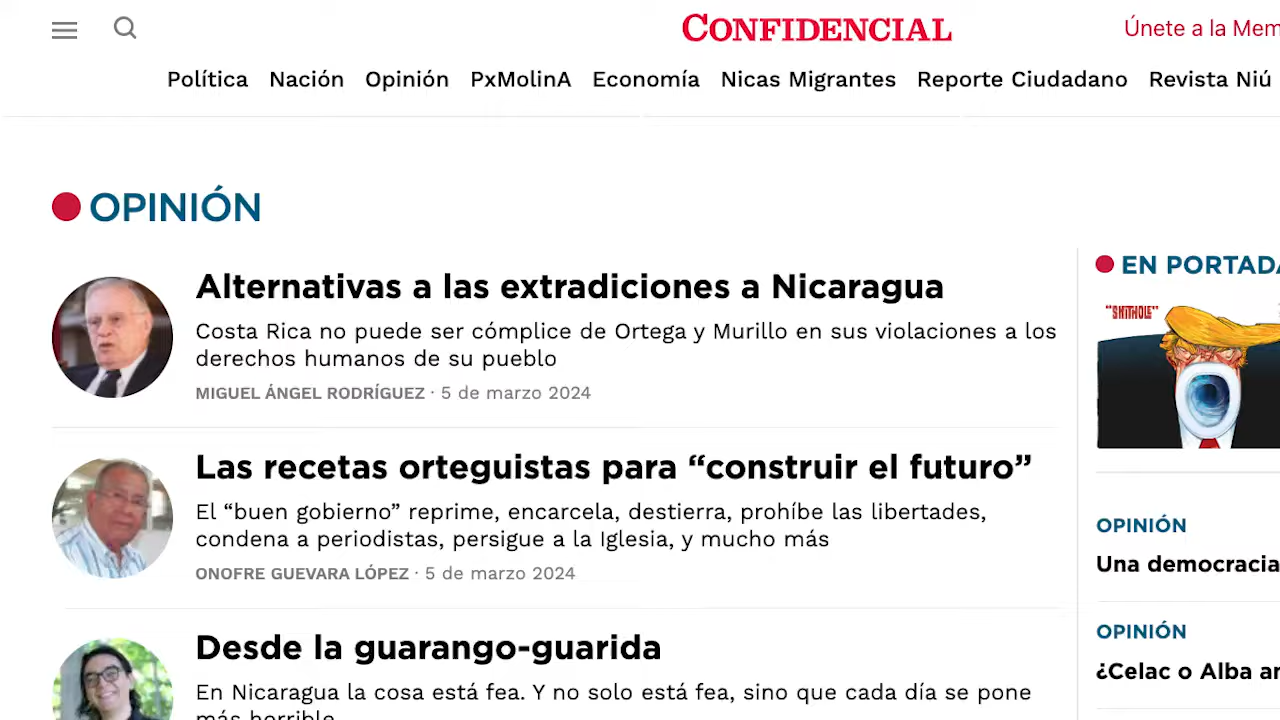 CONFIDENCIAL
Únete a la Mem
Política Nación Opinión PxMolinA Economía Nicas Migrantes Reporte Ciudadano Revista Niú
OPINIÓN
Alternativas a las extradiciones a Nicaragua
Costa Rica no puede ser cómplice de Ortega y Murillo en sus violaciones a los
derechos humanos de su pueblo
MIGUEL ÁNGEL RODRÍGUEZ · 5 de marzo 2024
Las recetas orteguistas para “construir el futuro”
El “buen gobierno” reprime, encarcela, destierra, prohíbe las libertades,
condena a periodistas, persigue a la Iglesia, y mucho más
ONOFRE GUEVARA LÓPEZ · 5 de marzo 2024
Desde la guarango-guarida
En Nicaragua la cosa está fea. Y no solo está fea, sino que cada día se pone
más horrible
EN PORTADA
"SHITHOLE"
OPINIÓN
Una democracia
OPINIÓN
¿Celac o Alba an